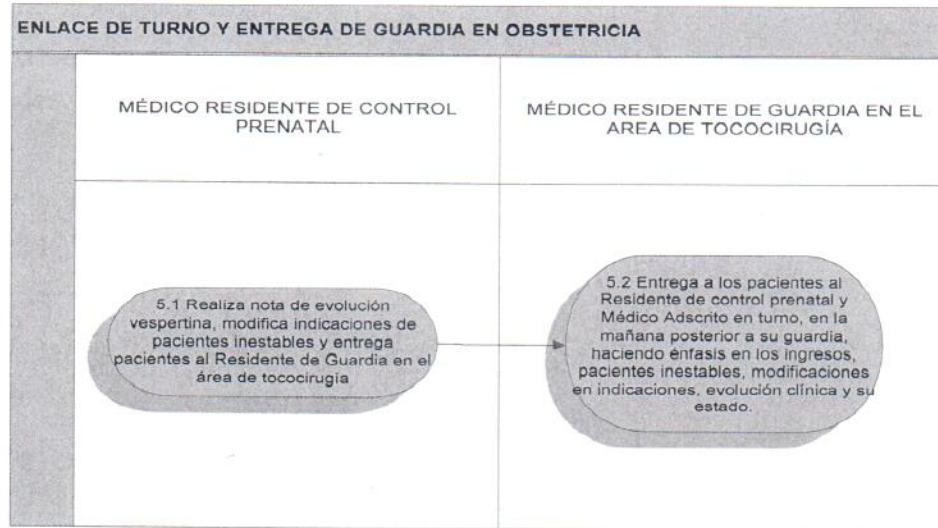 ENLACE DE TURNO Y ENTREGA DE GUARDIA EN OBSTETRICIA
MÉDICO RESIDENTE DE CONTROL
PRENATAL
MÉDICO RESIDENTE DE GUARDIA EN EL
AREA DE TOCOCIRUGÍA
5.1 Realiza nota de evolución
vespertina, modifica indicaciones de
pacientes inestables y entrega
pacientes al Residente de Guardia en el
área de tococirugía
5.2 Entrega a los pacientes al
Residente de control prenatal y
Médico Adscrito en turno, en la
mañana posterior a su guardia,
haciendo énfasis en los ingresos,
pacientes inestables, modificaciones
en indicaciones, evolución clínica y su
estado.